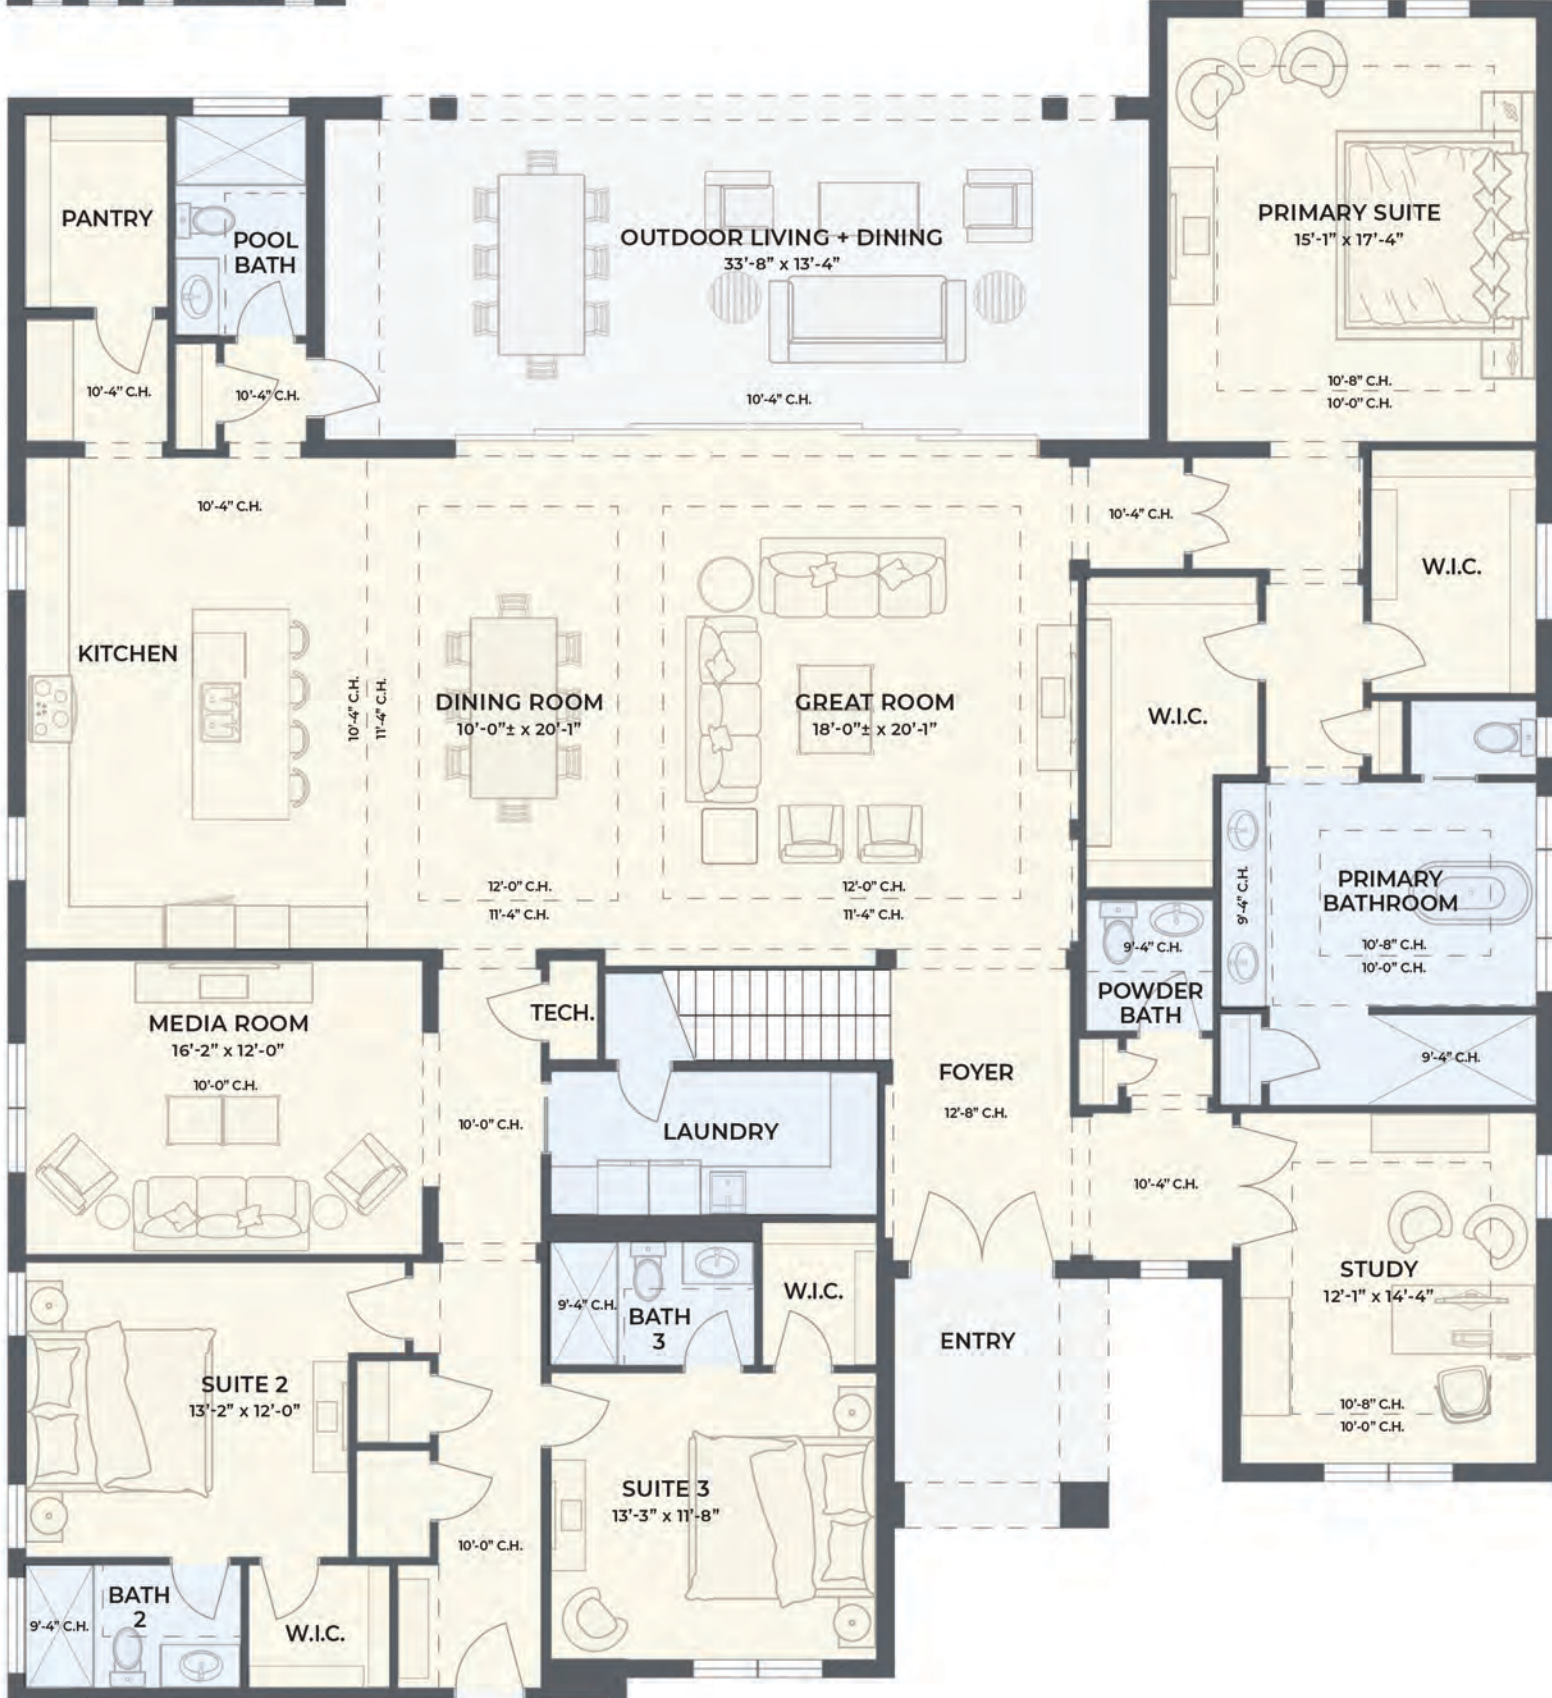 PRIMARY SUITE
15'-1" x 17'-4"
10'-8" C.H.
10'-0" C.H.
PANTRY
POOL
BATH
OUTDOOR LIVING + DINING
33'-8" x 13'-4"
10'-4" C.H.
10'-4" C.H.
10'-4" C.H.
10'-4" C.H.
10'-4" C.H.
W.I.C.
KITCHEN
10'-4" C.H.
11'-4" C.H.
DINING ROOM
10'-0"± x 20'-1"
12'-0" C.H.
11'-4" C.H.
GREAT ROOM
18'-0"± x 20'-1"
12'-0" C.H.
11'-4" C.H.
W.I.C.
9'-4" C.H.
PRIMARY
BATHROOM
10'-8" C.H.
10'-0" C.H.
9'-4" C.H.
POWDER
BATH
9'-4" C.H.
MEDIA ROOM
16'-2" x 12'-0"
10'-0" C.H.
TECH.
10'-0" C.H.
LAUNDRY
FOYER
12'-8" C.H.
10'-4" C.H.
STUDY
12'-1" x 14'-4"
10'-8" C.H.
10'-0" C.H.
9'-4" C.H.
BATH
3
W.I.C.
ENTRY
SUITE 2
13'-2" x 12'-0"
SUITE 3
13'-3" x 11'-8"
10'-0" C.H.
9'-4" C.H.
BATH
2
W.I.C.